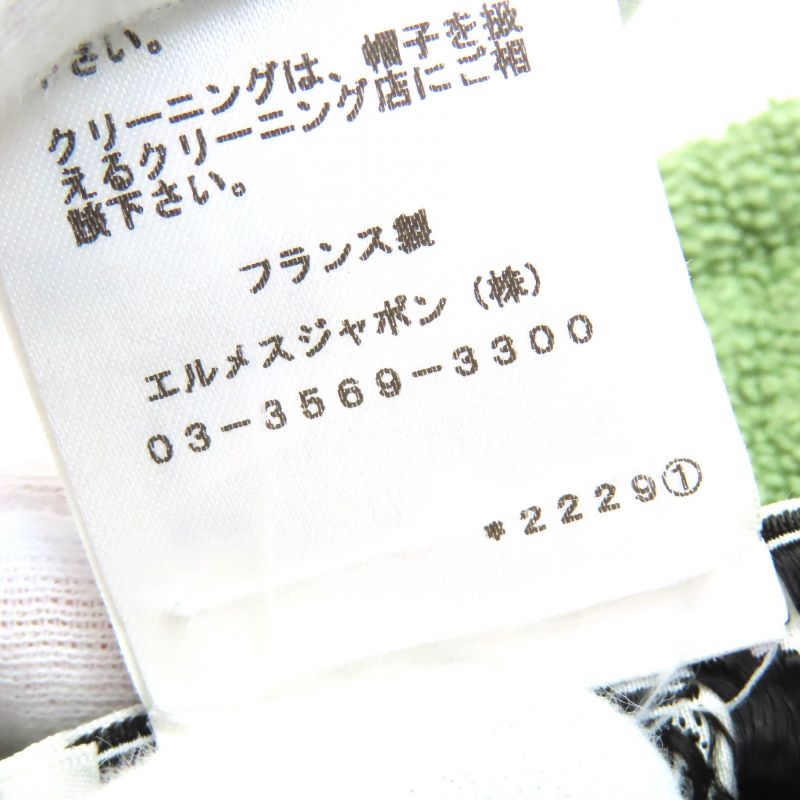 下さい。
クリーニングは、帽子を扱
えるクリーニング店にご相
談下さい。
フランス製
エルメスジャポン（株）
03-3569-3300
*2229①